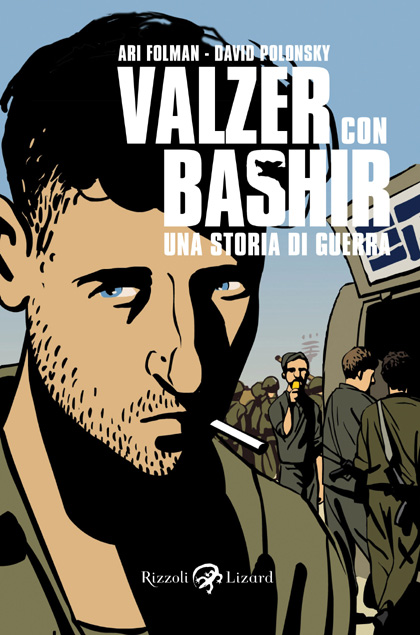 ARI FOLMAN - DAVID POLONSKY
VALZER CON
BASHIR
UNA STORIA DI GUERRA
Rizzoli Lizard